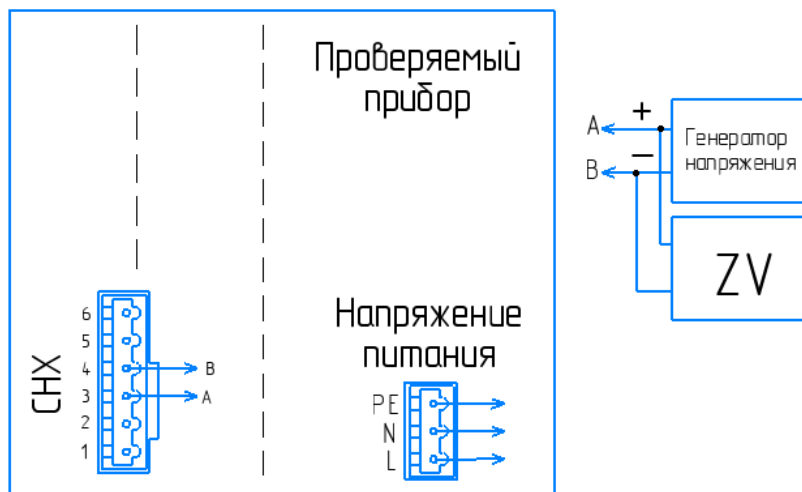 Проверяемый
прибор
A
+
B
—
Генератор
напряжения
ZV
CHX
6
5
4
3
2
1
B
A
Напряжение
питания
PE
N
L